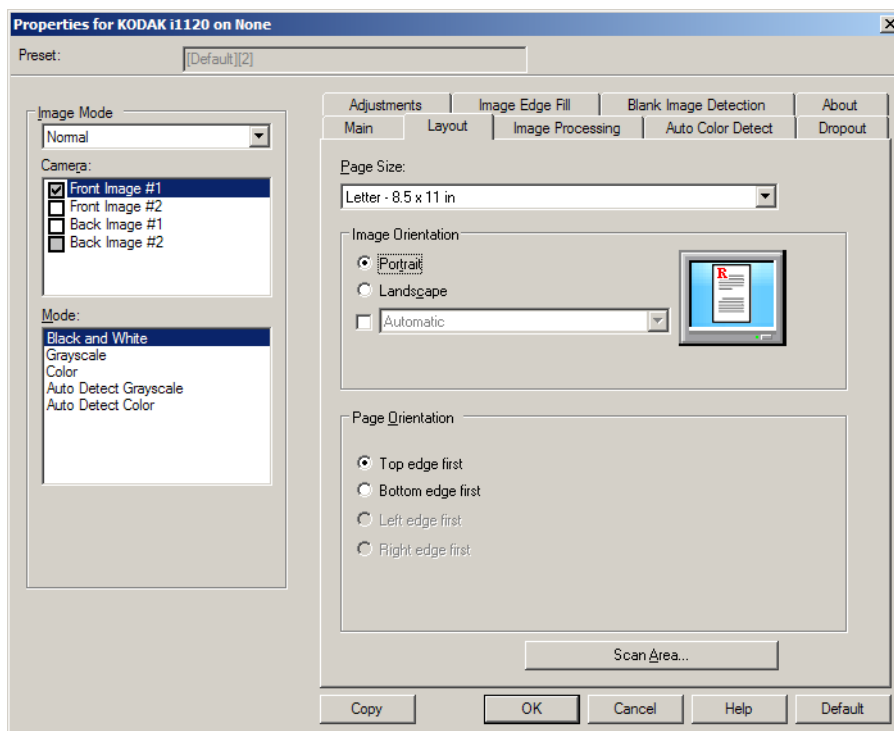 Properties for KODAK i1120 on None
Preset:
[Default][2]
Image Mode
Normal
Camera:
Front Image #1
Front Image #2
Back Image #1
Back Image #2
Mode:
Black and White
Grayscale
Color
Auto Detect Grayscale
Auto Detect Color
Adjustments Image Edge Fill Blank Image Detection About
Main Layout Image Processing Auto Color Detect Dropout
Page Size:
Letter - 8.5 x 11 in
Image Orientation
Portrait
Landscape
Automatic
R
Page Orientation
Top edge first
Bottom edge first
Left edge first
Right edge first
Scan Area...
Copy OK Cancel Help Default